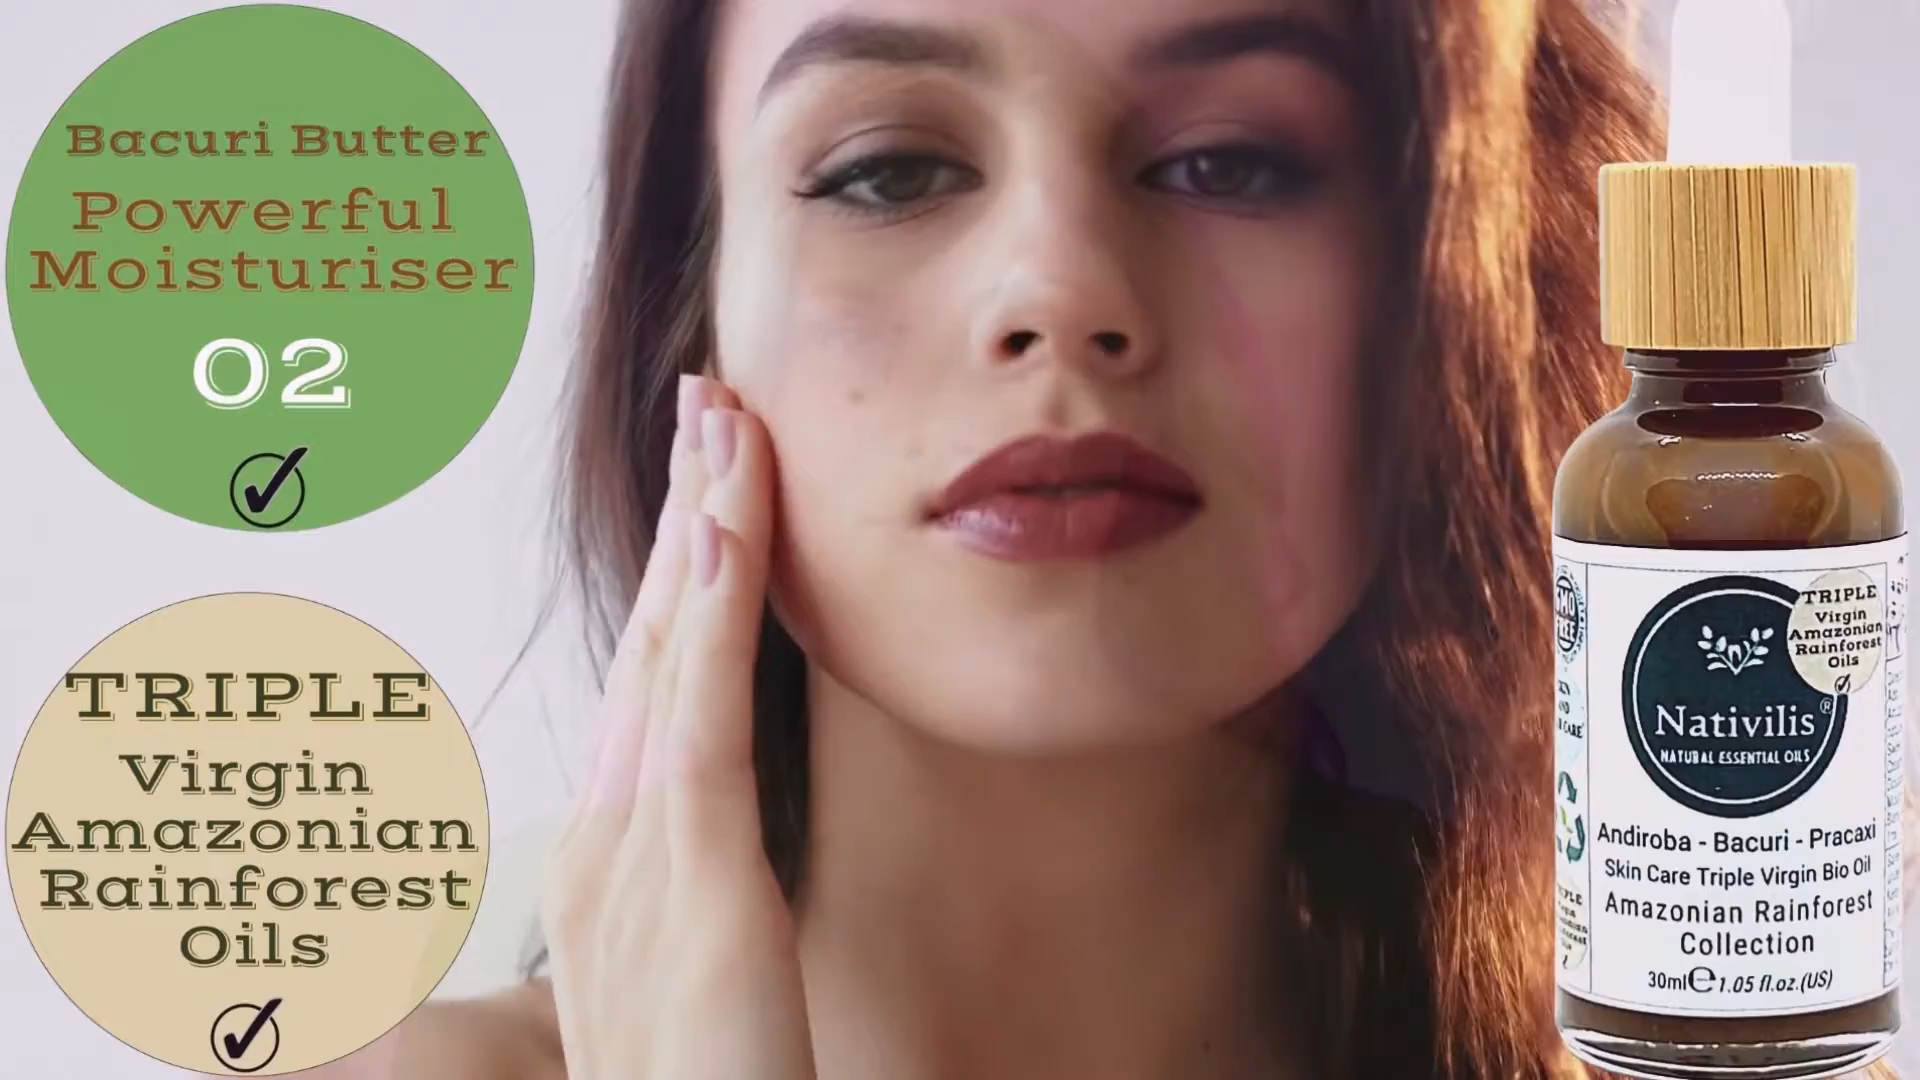 Bacuri Butter
Powerful
Moisturiser
02
TRIPLE
Virgin
Amazonian
Rainforest
Oils
TRIPLE
Virgin
Amazonian
Rainforest
Oils
Nativilis®
NATURAL ESSENTIAL OILS
Andiroba - Bacuri - Pracaxi
Skin Care Triple Virgin Bio Oil
Amazonian Rainforest
Collection
30ml℮1.05 fl.oz.(US)